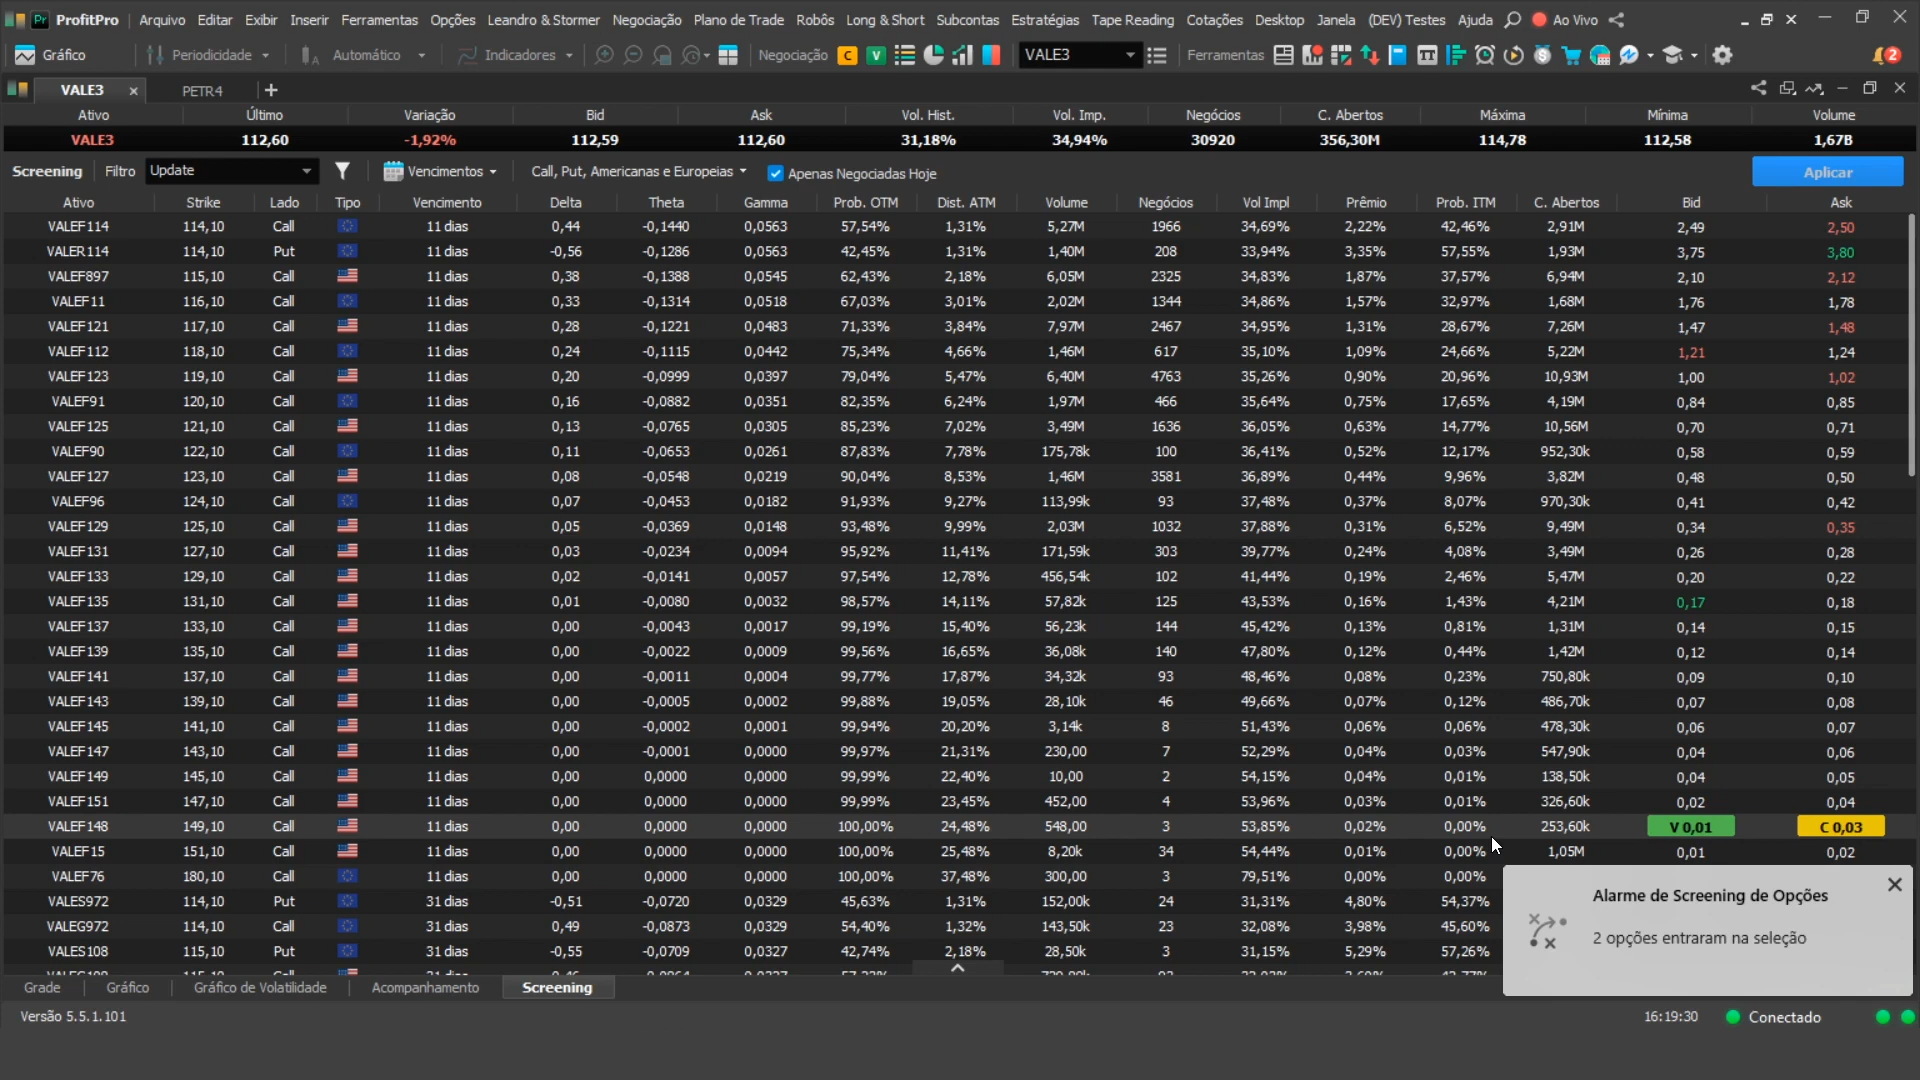 ProfitPro Arquivo Editar Exibir Inserir Ferramentas Opções Leandro & Stormer Negociação Plano de Trade Robôs Long & Short Subcontas Estratégias Tape Reading Cotações Desktop Janela (DEV) Testes Ajuda Ao Vivo
Gráfico Periodicidade Automático Indicadores Negociação C V VALE3 Ferramentas 2
VALE3 PETR4
Ativo Último Variação Bid Ask Vol. Hist. Vol. Imp. Negócios C. Abertos Máxima Mínima Volume
VALE3 112,60 -1,92% 112,59 112,60 31,18% 34,94% 30920 356,30M 114,78 112,58 1,67B
Screening Filtro Update Vencimentos Call, Put, Americanas e Europeias Apenas Negociadas Hoje Aplicar
Ativo Strike Lado Tipo Vencimento Delta Theta Gamma Prob. OTM Dist. ATM Volume Negócios Vol Impl Prêmio Prob. ITM C. Abertos Bid Ask
VALEF114 114,10 Call 11 dias 0,44 -0,1440 0,0563 57,54% 1,31% 5,27M 1966 34,69% 2,22% 42,46% 2,91M 2,49 2,50
VALER114 114,10 Put 11 dias -0,56 -0,1286 0,0563 42,45% 1,31% 1,40M 208 33,94% 3,35% 57,55% 1,93M 3,75 3,80
VALEF897 115,10 Call 11 dias 0,38 -0,1388 0,0545 62,43% 2,18% 6,05M 2325 34,83% 1,87% 37,57% 6,94M 2,10 2,12
VALEF11 116,10 Call 11 dias 0,33 -0,1314 0,0518 67,03% 3,01% 2,02M 1344 34,86% 1,57% 32,97% 1,68M 1,76 1,78
VALEF121 117,10 Call 11 dias 0,28 -0,1221 0,0483 71,33% 3,84% 7,97M 2467 34,95% 1,31% 28,67% 7,26M 1,47 1,48
VALEF112 118,10 Call 11 dias 0,24 -0,1115 0,0442 75,34% 4,66% 1,46M 617 35,10% 1,09% 24,66% 5,22M 1,21 1,24
VALEF123 119,10 Call 11 dias 0,20 -0,0999 0,0397 79,04% 5,47% 6,40M 4763 35,26% 0,90% 20,96% 10,93M 1,00 1,02
VALEF91 120,10 Call 11 dias 0,16 -0,0882 0,0351 82,35% 6,24% 1,97M 466 35,64% 0,75% 17,65% 4,19M 0,84 0,85
VALEF125 121,10 Call 11 dias 0,13 -0,0765 0,0305 85,23% 7,02% 3,49M 1636 36,05% 0,63% 14,77% 10,56M 0,70 0,71
VALEF90 122,10 Call 11 dias 0,11 -0,0653 0,0261 87,83% 7,78% 175,78k 100 36,41% 0,52% 12,17% 952,30k 0,58 0,59
VALEF127 123,10 Call 11 dias 0,08 -0,0548 0,0219 90,04% 8,53% 1,46M 3581 36,89% 0,44% 9,96% 3,82M 0,48 0,50
VALEF96 124,10 Call 11 dias 0,07 -0,0453 0,0182 91,93% 9,27% 113,99k 93 37,48% 0,37% 8,07% 970,30k 0,41 0,42
VALEF129 125,10 Call 11 dias 0,05 -0,0369 0,0148 93,48% 9,99% 2,03M 1032 37,88% 0,31% 6,52% 9,49M 0,34 0,35
VALEF131 127,10 Call 11 dias 0,03 -0,0234 0,0094 95,92% 11,41% 171,59k 303 39,77% 0,24% 4,08% 3,49M 0,26 0,28
VALEF133 129,10 Call 11 dias 0,02 -0,0141 0,0057 97,54% 12,78% 456,54k 102 41,44% 0,19% 2,46% 5,47M 0,20 0,22
VALEF135 131,10 Call 11 dias 0,01 -0,0080 0,0032 98,57% 14,11% 57,82k 125 43,53% 0,16% 1,43% 4,21M 0,17 0,18
VALEF137 133,10 Call 11 dias 0,00 -0,0043 0,0017 99,19% 15,40% 56,23k 144 45,42% 0,13% 0,81% 1,31M 0,14 0,15
VALEF139 135,10 Call 11 dias 0,00 -0,0022 0,0009 99,56% 16,65% 36,08k 140 47,80% 0,12% 0,44% 1,42M 0,12 0,14
VALEF141 137,10 Call 11 dias 0,00 -0,0011 0,0004 99,77% 17,87% 34,32k 93 48,46% 0,08% 0,23% 750,80k 0,09 0,10
VALEF143 139,10 Call 11 dias 0,00 -0,0005 0,0002 99,88% 19,05% 28,10k 46 49,66% 0,07% 0,12% 486,70k 0,07 0,08
VALEF145 141,10 Call 11 dias 0,00 -0,0002 0,0001 99,94% 20,20% 3,14k 8 51,43% 0,06% 0,06% 478,30k 0,06 0,07
VALEF147 143,10 Call 11 dias 0,00 -0,0001 0,0000 99,97% 21,31% 230,00 7 52,29% 0,04% 0,03% 547,90k 0,04 0,06
VALEF149 145,10 Call 11 dias 0,00 0,0000 0,0000 99,99% 22,40% 10,00 2 54,15% 0,04% 0,01% 138,50k 0,04 0,05
VALEF151 147,10 Call 11 dias 0,00 0,0000 0,0000 99,99% 23,45% 452,00 4 53,96% 0,03% 0,01% 326,60k 0,02 0,04
VALEF148 149,10 Call 11 dias 0,00 0,0000 0,0000 100,00% 24,48% 548,00 3 53,85% 0,02% 0,00% 253,60k V 0,01 C 0,03
VALEF15 151,10 Call 11 dias 0,00 0,0000 0,0000 100,00% 25,48% 8,20k 34 54,44% 0,01% 0,00% 1,05M 0,01 0,02
VALEF76 180,10 Call 11 dias 0,00 0,0000 0,0000 100,00% 37,48% 300,00 3 79,51% 0,00% 0,00%
VALES972 114,10 Put 31 dias -0,51 -0,0720 0,0329 45,63% 1,31% 152,00k 24 31,31% 4,80% 54,37%
VALEG972 114,10 Call 31 dias 0,49 -0,0873 0,0329 54,40% 1,32% 143,50k 23 32,08% 3,98% 45,60%
VALES108 115,10 Put 31 dias -0,55 -0,0709 0,0327 42,74% 2,18% 28,50k 3 31,15% 5,29% 57,26%
Alarme de Screening de Opções
2 opções entraram na seleção
Grade Gráfico Gráfico de Volatilidade Acompanhamento Screening
Versão 5.5.1.101 16:19:30 Conectado